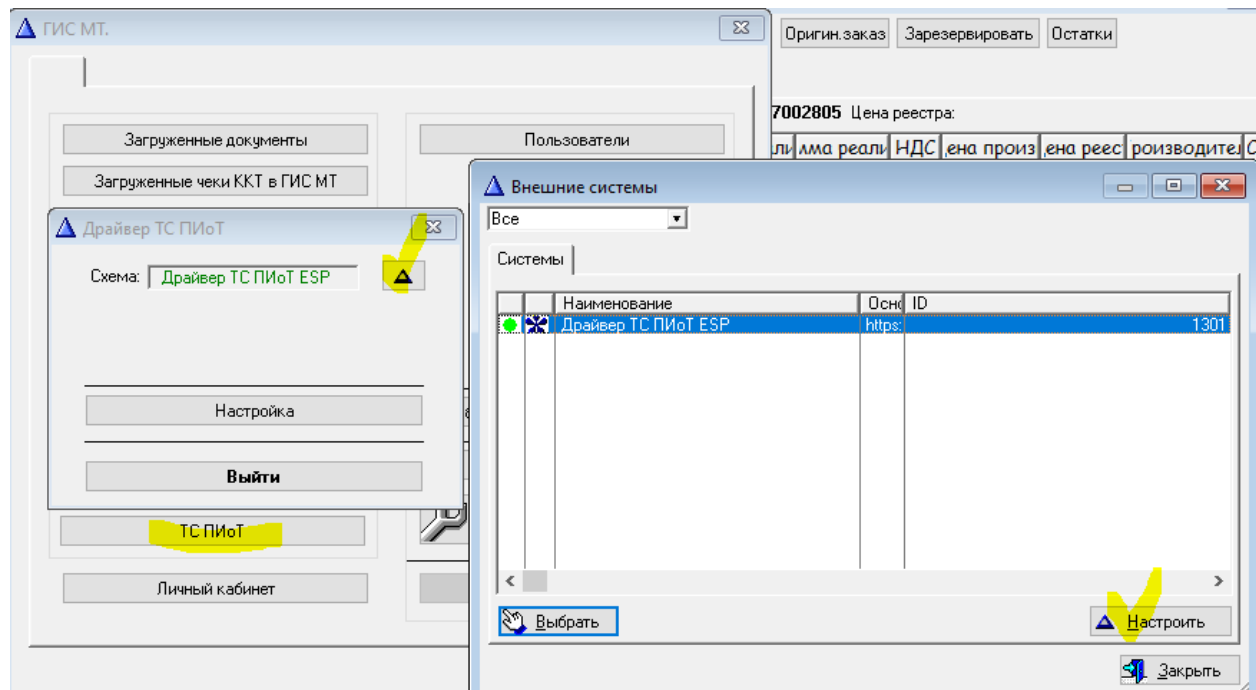 ГИС МТ.
Оригин.заказ Зарезервировать Остатки
7002805 Цена реестра:
Загруженные документы
Пользователи
НДС
Загруженные чеки ККТ в ГИС МТ
Внешние системы
Все
Системы
Наименование ID
Драйвер ТС ПИоТ ESP https: 1301
Драйвер ТС ПИоТ
Схема: Драйвер ТС ПИоТ ESP
Настройка
Выйти
ТС ПИоТ
Личный кабинет
Выбрать
Настроить
Закрыть